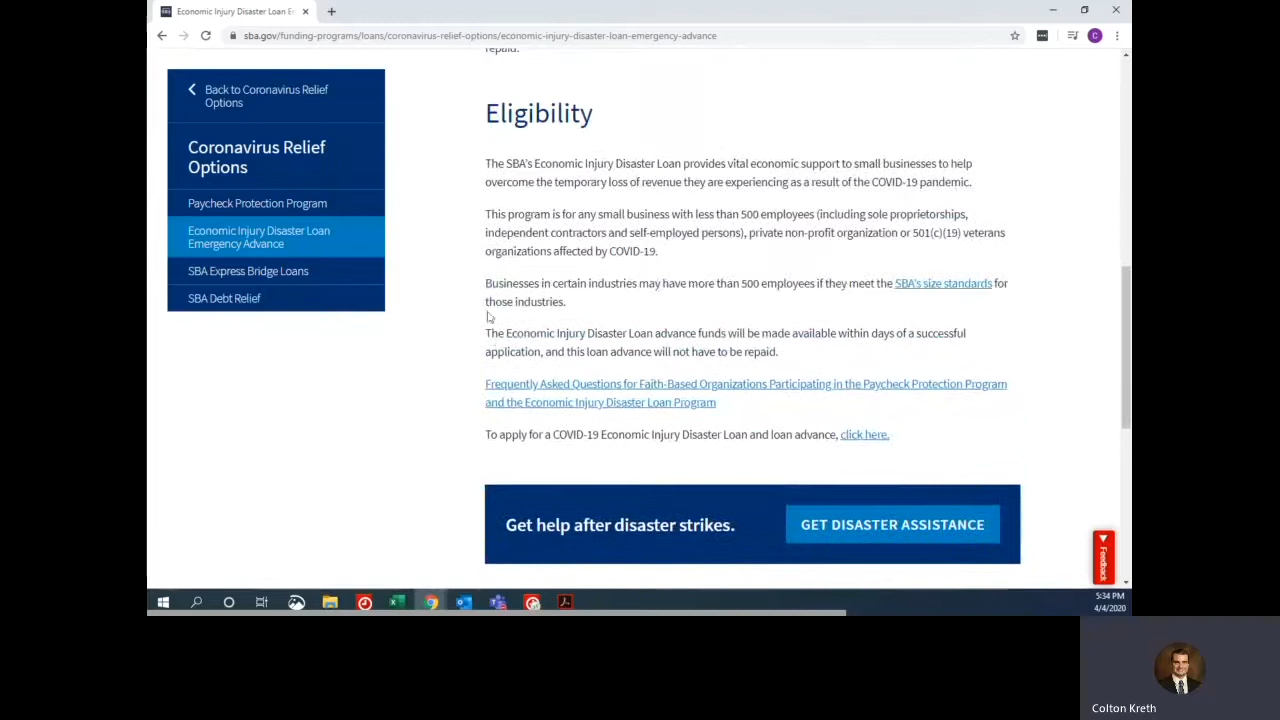 Economic Injury Disaster Loan E
sba.gov/funding-programs/loans/coronavirus-relief-options/economic-injury-disaster-loan-emergency-advance
C
repaid.
Back to Coronavirus Relief
Options
Coronavirus Relief
Options
Paycheck Protection Program
Economic Injury Disaster Loan
Emergency Advance
SBA Express Bridge Loans
SBA Debt Relief
Eligibility
The SBA's Economic Injury Disaster Loan provides vital economic support to small businesses to help
overcome the temporary loss of revenue they are experiencing as a result of the COVID-19 pandemic.
This program is for any small business with less than 500 employees (including sole proprietorships,
independent contractors and self-employed persons), private non-profit organization or 501(c)(19) veterans
organizations affected by COVID-19.
Businesses in certain industries may have more than 500 employees if they meet the SBA's size standards for
those industries.
The Economic Injury Disaster Loan advance funds will be made available within days of a successful
application, and this loan advance will not have to be repaid.
Frequently Asked Questions for Faith-Based Organizations Participating in the Paycheck Protection Program
and the Economic Injury Disaster Loan Program
To apply for a COVID-19 Economic Injury Disaster Loan and loan advance, click here.
Get help after disaster strikes.
GET DISASTER ASSISTANCE
Feedback
5:34 PM
4/4/2020
Colton Kreth